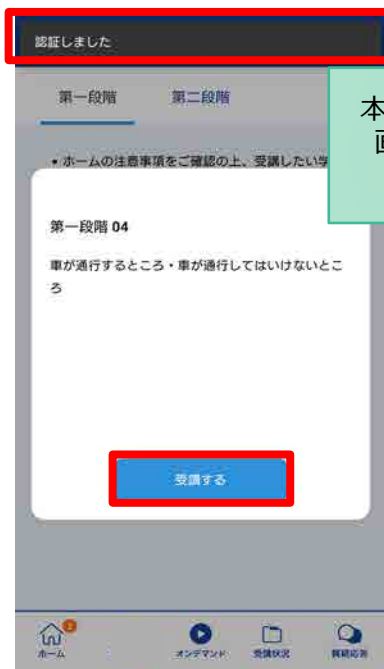 認証しました
第一段階
第二段階
本
画
• ホームの注意事項をご確認の上、受講したい学
第一段階 04
車が通行するところ・車が通行してはいけないとこ
ろ
受講する
ホーム
オンデマンド
受講状況
質疑応答